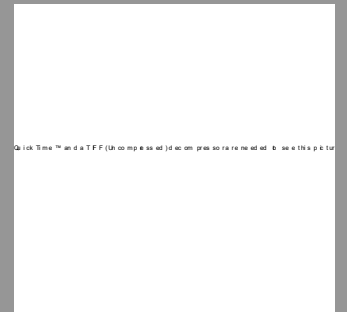 QuickTime™ and a TIFF (Uncompressed) decompressor are needed to see this pictur